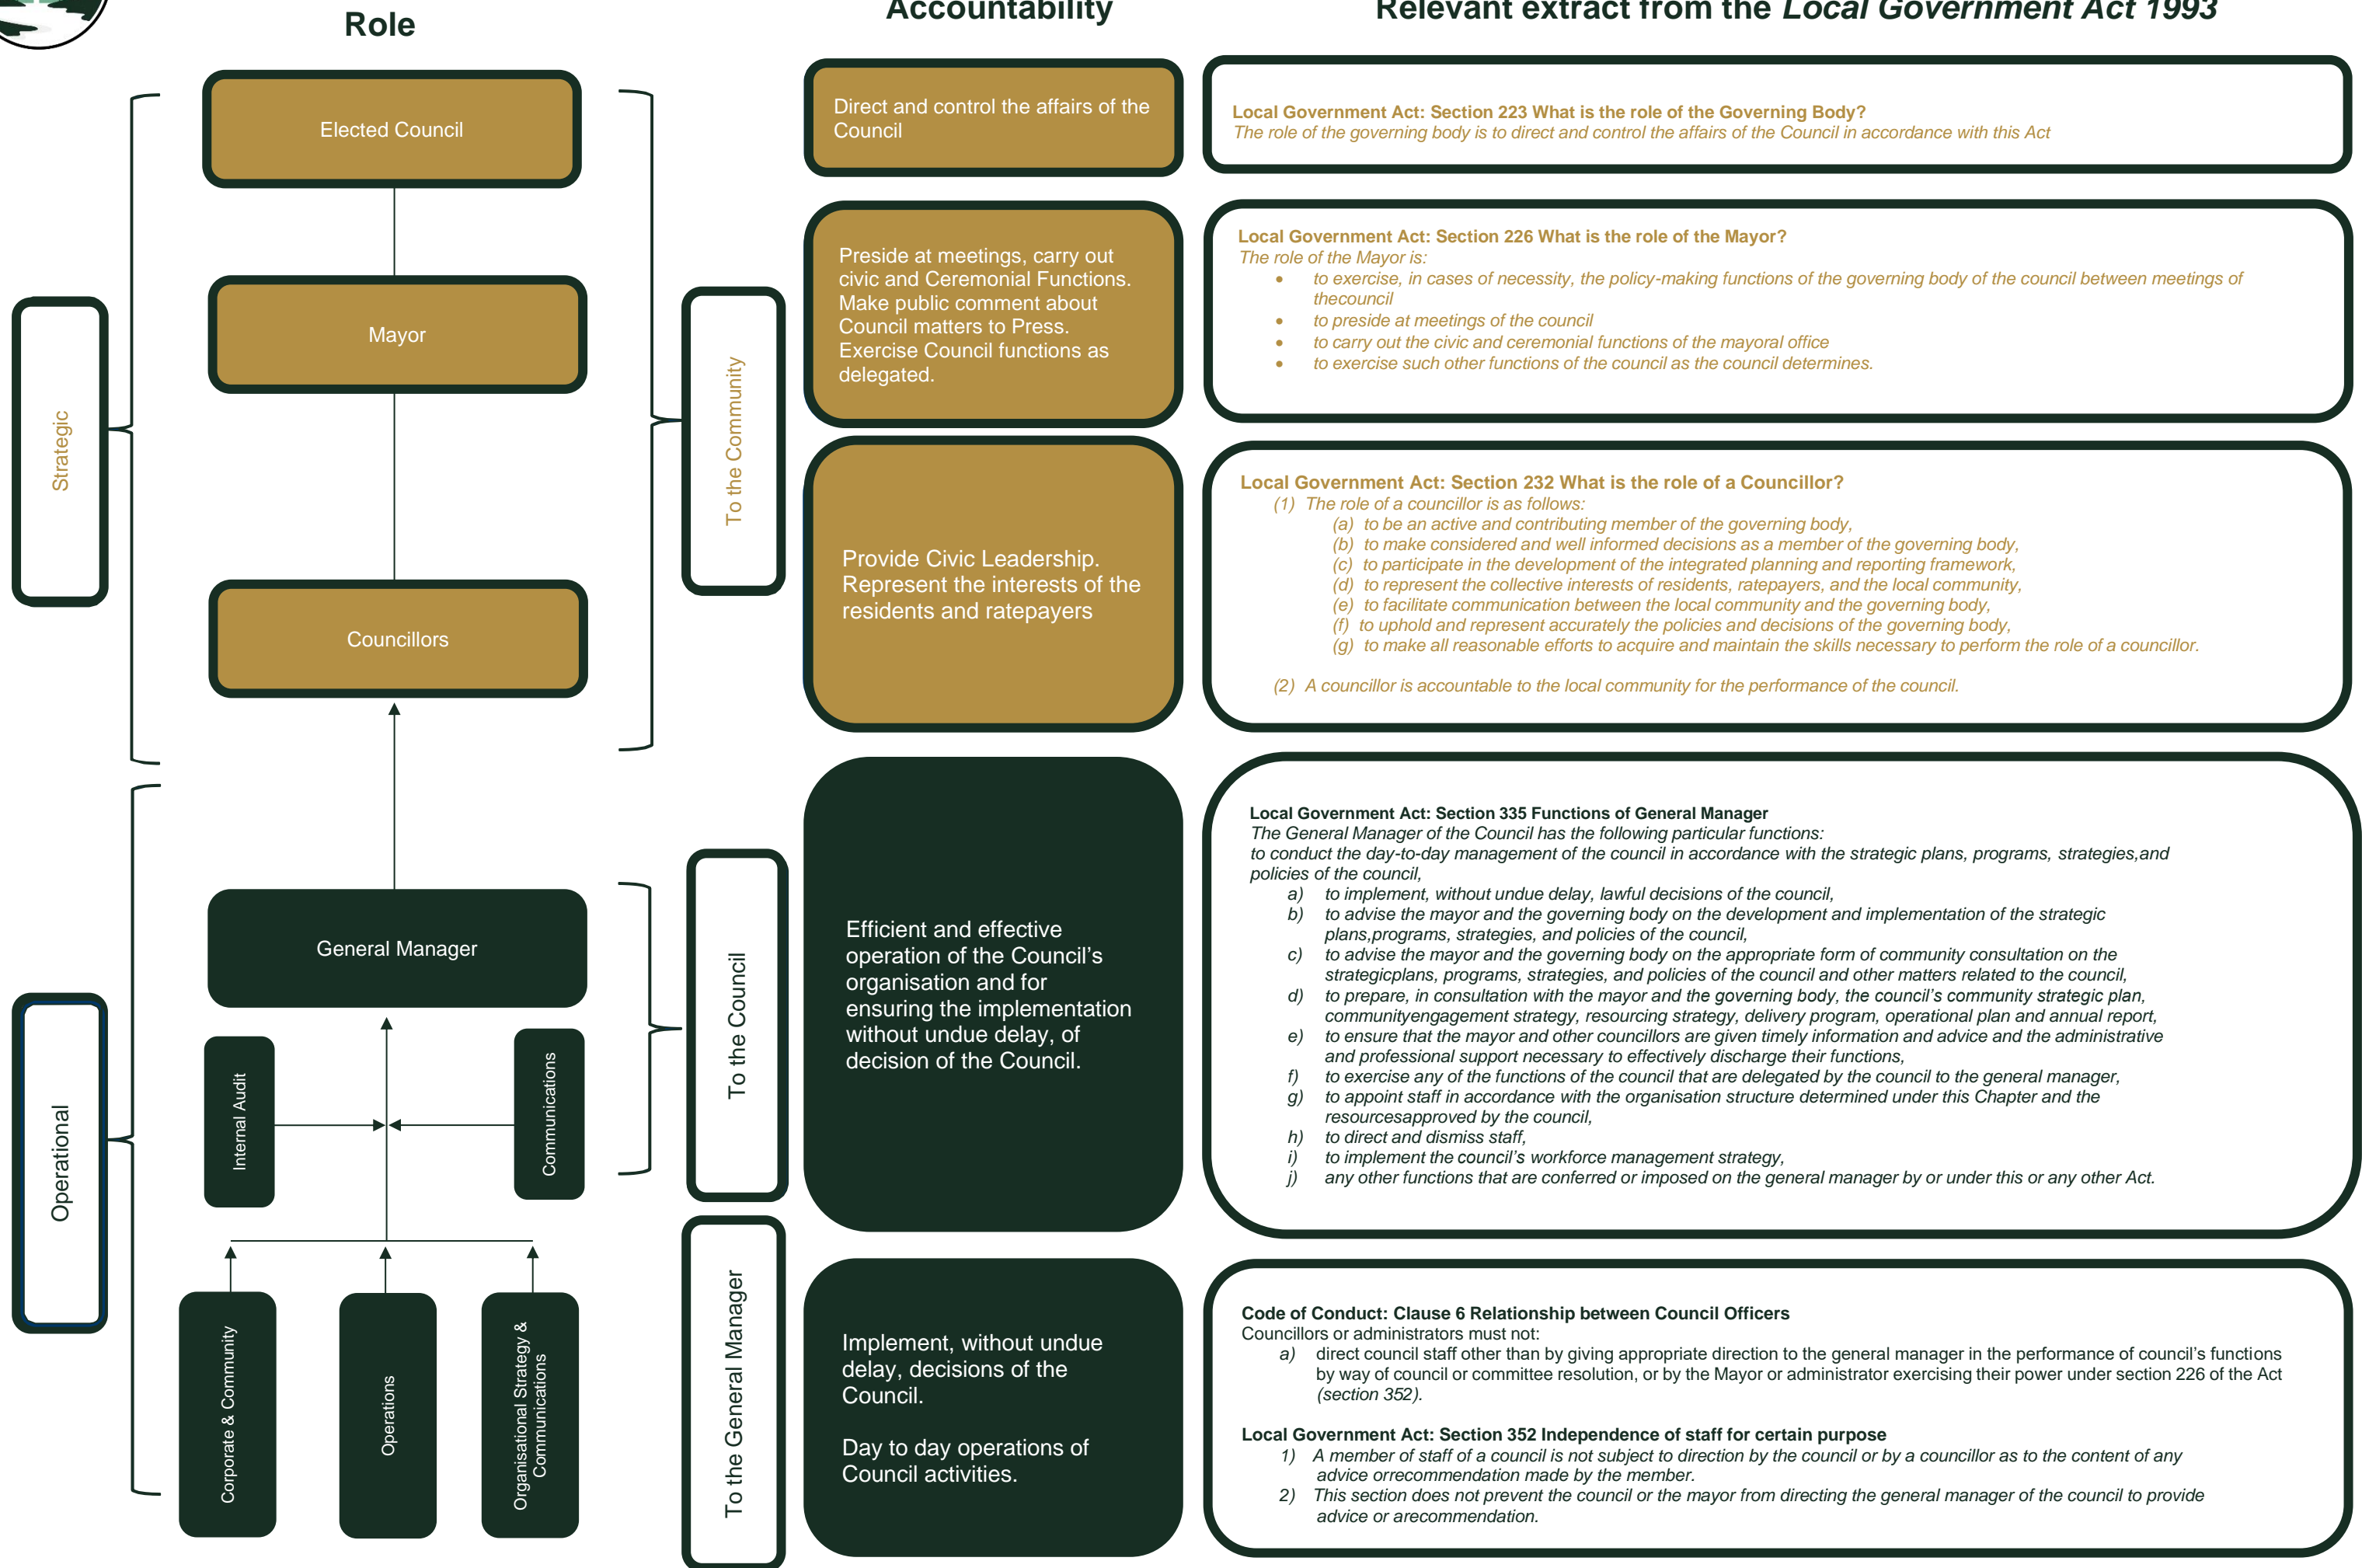 Role
Accountability
Relevant extract from the Local Government Act 1993
Strategic
Elected Council
Mayor
Councillors
To the Community
Direct and control the affairs of the
Council
Local Government Act: Section 223 What is the role of the Governing Body?
The role of the governing body is to direct and control the affairs of the Council in accordance with this Act
Preside at meetings, carry out
civic and Ceremonial Functions.
Make public comment about
Council matters to Press.
Exercise Council functions as
delegated.
Local Government Act: Section 226 What is the role of the Mayor?
The role of the Mayor is:
• to exercise, in cases of necessity, the policy-making functions of the governing body of the council between meetings of
thecouncil
• to preside at meetings of the council
• to carry out the civic and ceremonial functions of the mayoral office
• to exercise such other functions of the council as the council determines.
Provide Civic Leadership.
Represent the interests of the
residents and ratepayers
Local Government Act: Section 232 What is the role of a Councillor?
(1) The role of a councillor is as follows:
(a) to be an active and contributing member of the governing body,
(b) to make considered and well informed decisions as a member of the governing body,
(c) to participate in the development of the integrated planning and reporting framework,
(d) to represent the collective interests of residents, ratepayers, and the local community,
(e) to facilitate communication between the local community and the governing body,
(f) to uphold and represent accurately the policies and decisions of the governing body,
(g) to make all reasonable efforts to acquire and maintain the skills necessary to perform the role of a councillor.
(2) A councillor is accountable to the local community for the performance of the council.
Operational
General Manager
Internal Audit
Communications
To the Council
Efficient and effective
operation of the Council's
organisation and for
ensuring the implementation
without undue delay, of
decision of the Council.
Local Government Act: Section 335 Functions of General Manager
The General Manager of the Council has the following particular functions:
to conduct the day-to-day management of the council in accordance with the strategic plans, programs, strategies,and
policies of the council,
a) to implement, without undue delay, lawful decisions of the council,
b) to advise the mayor and the governing body on the development and implementation of the strategic
plans,programs, strategies, and policies of the council,
c) to advise the mayor and the governing body on the appropriate form of community consultation on the
strategicplans, programs, strategies, and policies of the council and other matters related to the council,
d) to prepare, in consultation with the mayor and the governing body, the council's community strategic plan,
communityengagement strategy, resourcing strategy, delivery program, operational plan and annual report,
e) to ensure that the mayor and other councillors are given timely information and advice and the administrative
and professional support necessary to effectively discharge their functions,
f) to exercise any of the functions of the council that are delegated by the council to the general manager,
g) to appoint staff in accordance with the organisation structure determined under this Chapter and the
resourcesapproved by the council,
h) to direct and dismiss staff,
i) to implement the council's workforce management strategy,
j) any other functions that are conferred or imposed on the general manager by or under this or any other Act.
Corporate & Community
Operations
Organisational Strategy &
Communications
To the General Manager
Implement, without undue
delay, decisions of the
Council.
Day to day operations of
Council activities.
Code of Conduct: Clause 6 Relationship between Council Officers
Councillors or administrators must not:
a) direct council staff other than by giving appropriate direction to the general manager in the performance of council's functions
by way of council or committee resolution, or by the Mayor or administrator exercising their power under section 226 of the Act
(section 352).
Local Government Act: Section 352 Independence of staff for certain purpose
1) A member of staff of a council is not subject to direction by the council or by a councillor as to the content of any
advice orrecommendation made by the member.
2) This section does not prevent the council or the mayor from directing the general manager of the council to provide
advice or arecommendation.